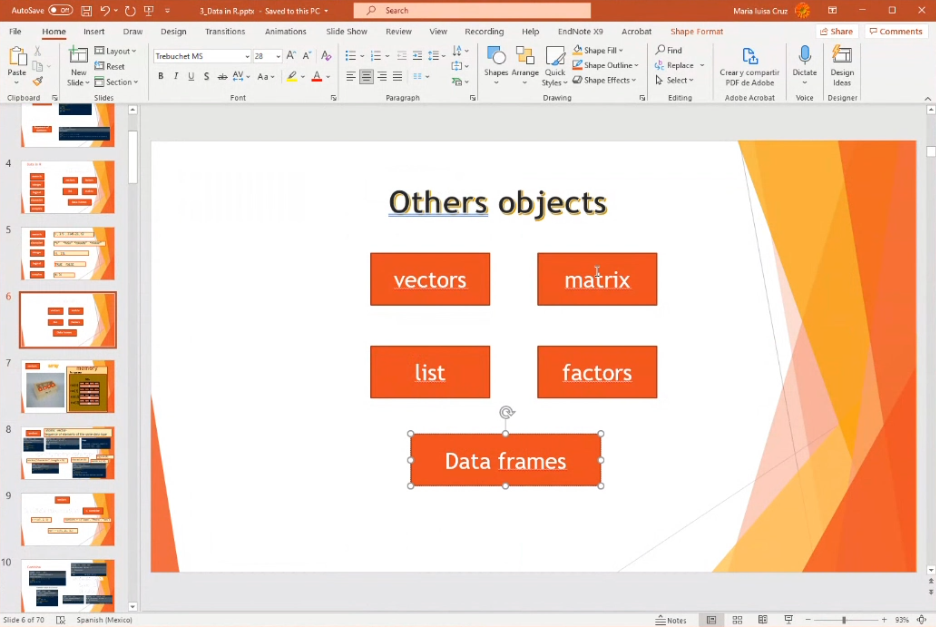 AutoSave Off 3_Data in R.pptx - Saved to this PC Search Maria luisa Cruz
File Home Insert Draw Design Transitions Animations Slide Show Review View Recording Help EndNote X9 Acrobat Shape Format Share Comments
Paste New Slide Layout Reset Section Trebuchet MS 28 Shapes Arrange Quick Styles Shape Fill Shape Outline Shape Effects Find Replace Select Crear y compartir PDF de Adobe Dictate Design Ideas
Clipboard Slides Font Paragraph Drawing Editing Adobe Acrobat Voice Designer
Others objects
vectors matrix
list factors
Data frames
4
5
6
7
8
9
10
Slide 6 of 70 Spanish (Mexico) Notes 93%